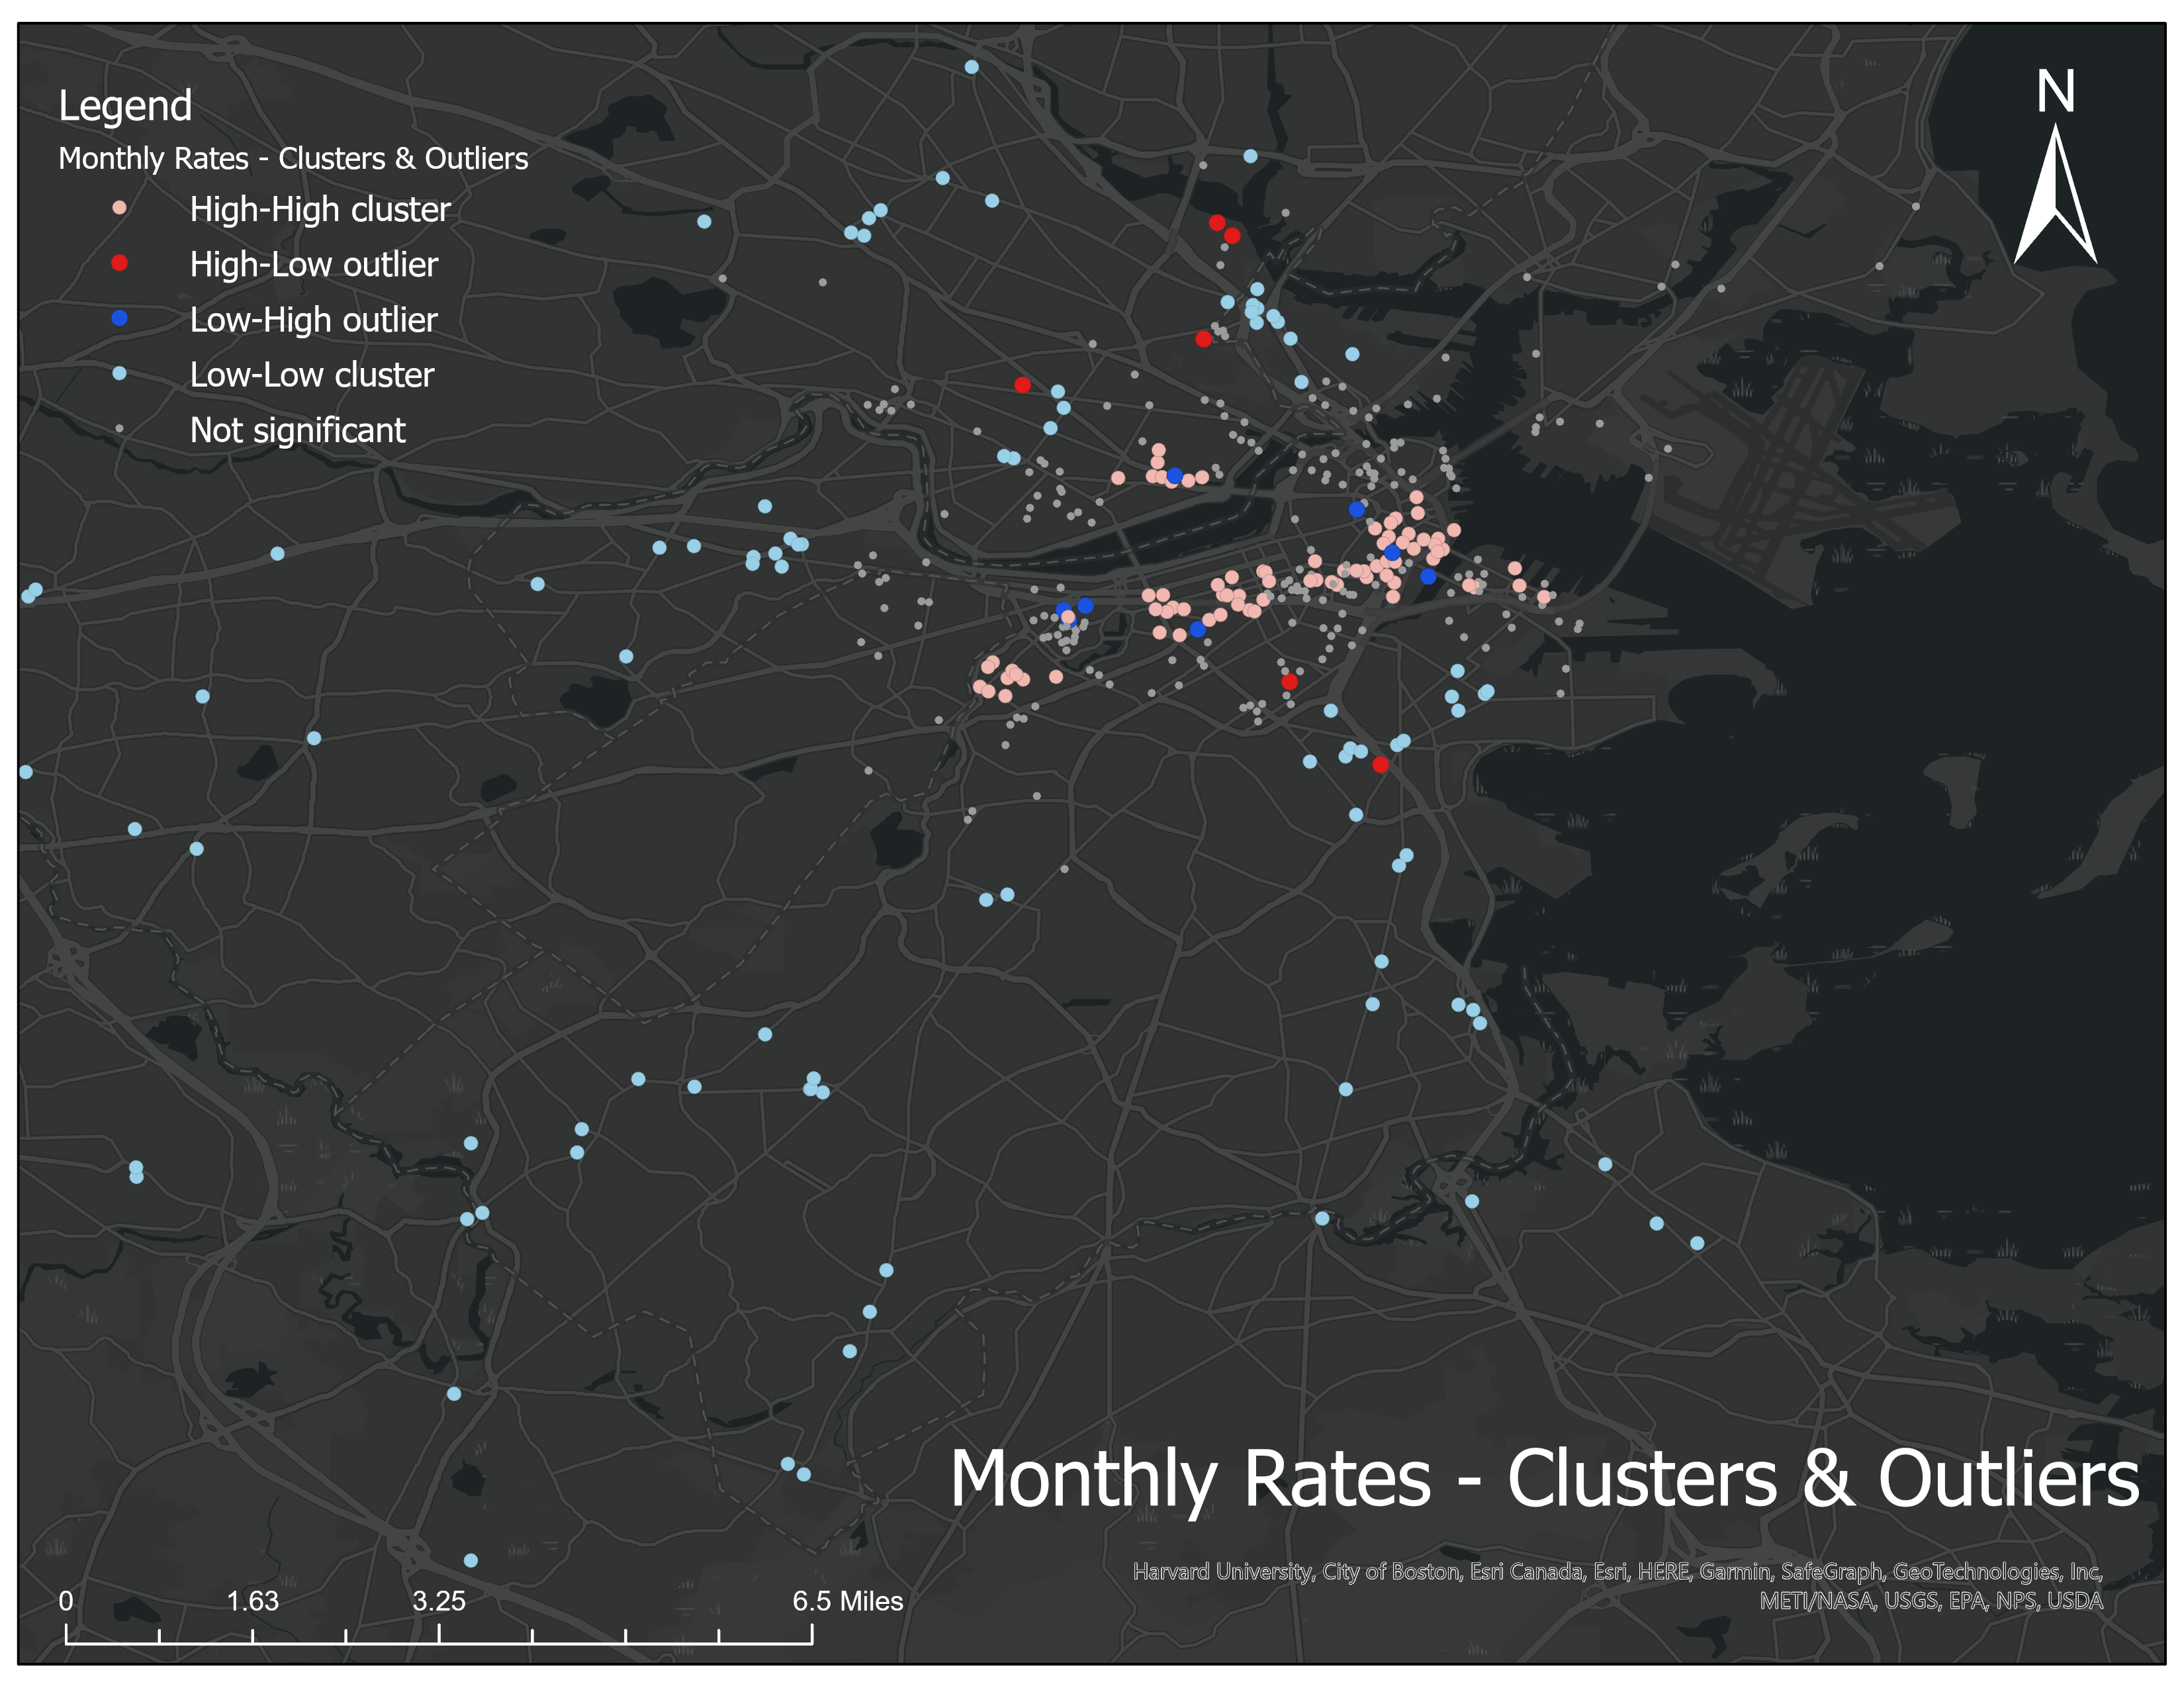 N
Legend
Monthly Rates - Clusters & Outliers
High-High cluster
High-Low outlier
Low-High outlier
Low-Low cluster
Not significant
Monthly Rates - Clusters & Outliers
Harvard University, City of Boston, Esri Canada, Esri, HERE, Garmin, SafeGraph, GeoTechnologies, Inc,
METI/NASA, USGS, EPA, NPS, USDA
0 1.63 3.25 6.5 Miles